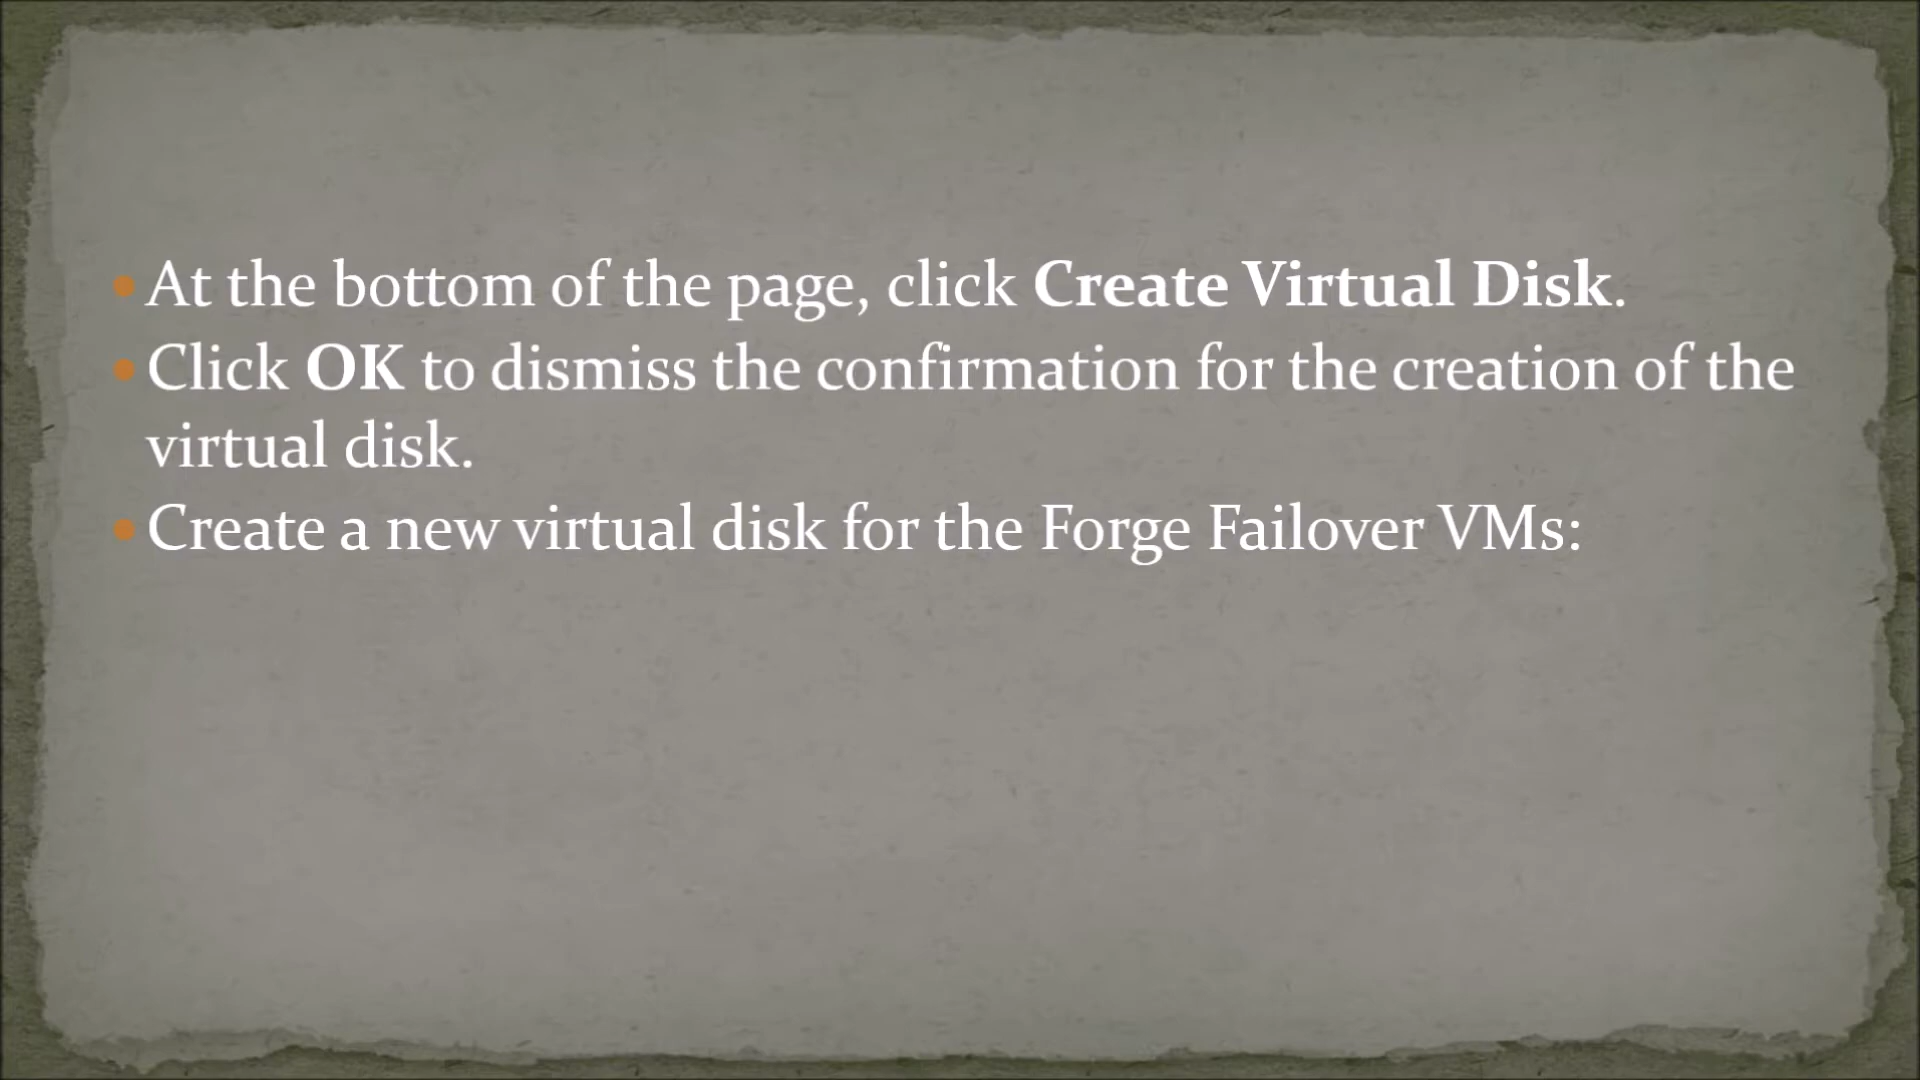 At the bottom of the page, click Create Virtual Disk.
Click OK to dismiss the confirmation for the creation of the
virtual disk.
Create a new virtual disk for the Forge Failover VMs: